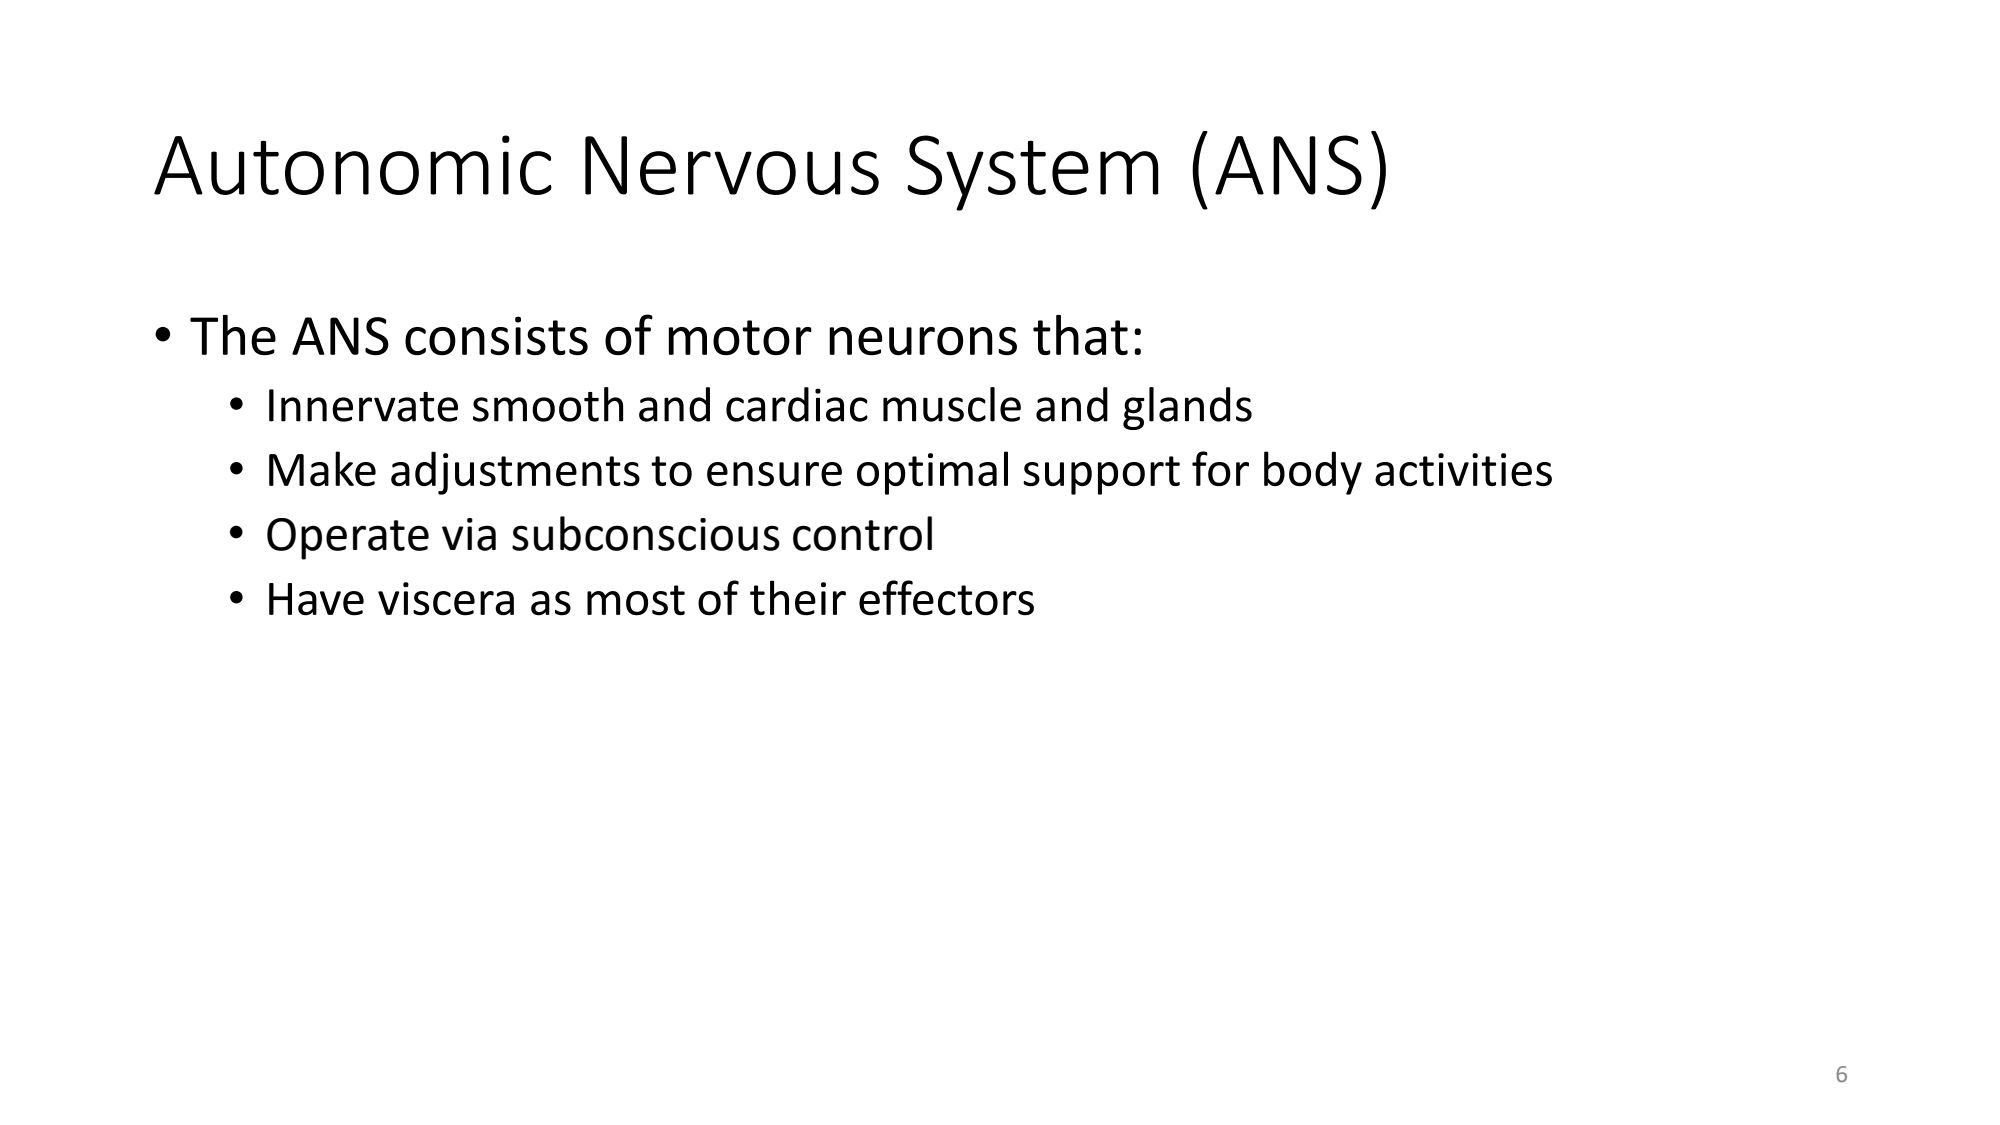 Autonomic Nervous System (ANS)
• The ANS consists of motor neurons that:
• Innervate smooth and cardiac muscle and glands
• Make adjustments to ensure optimal support for body activities
• Operate via subconscious control
• Have viscera as most of their effectors
6